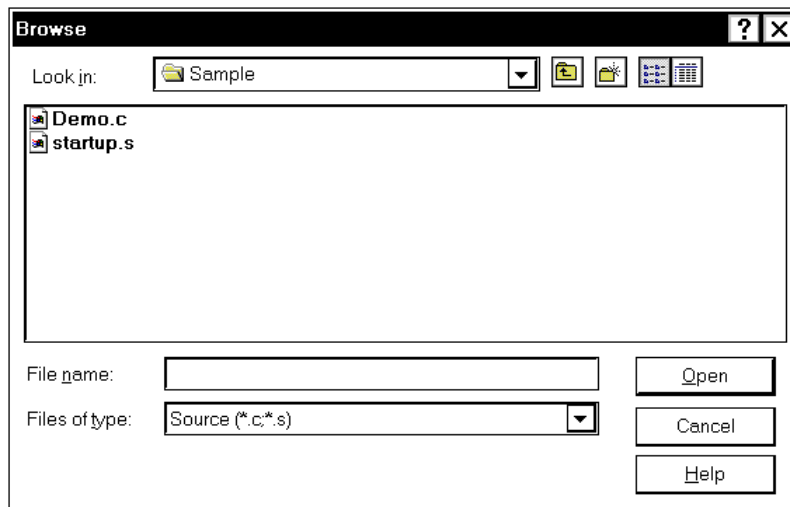 Browse
Look in:
Sample
Demo.c
startup.s
File name:
Open
Files of type:
Source (*.c;*.s)
Cancel
Help